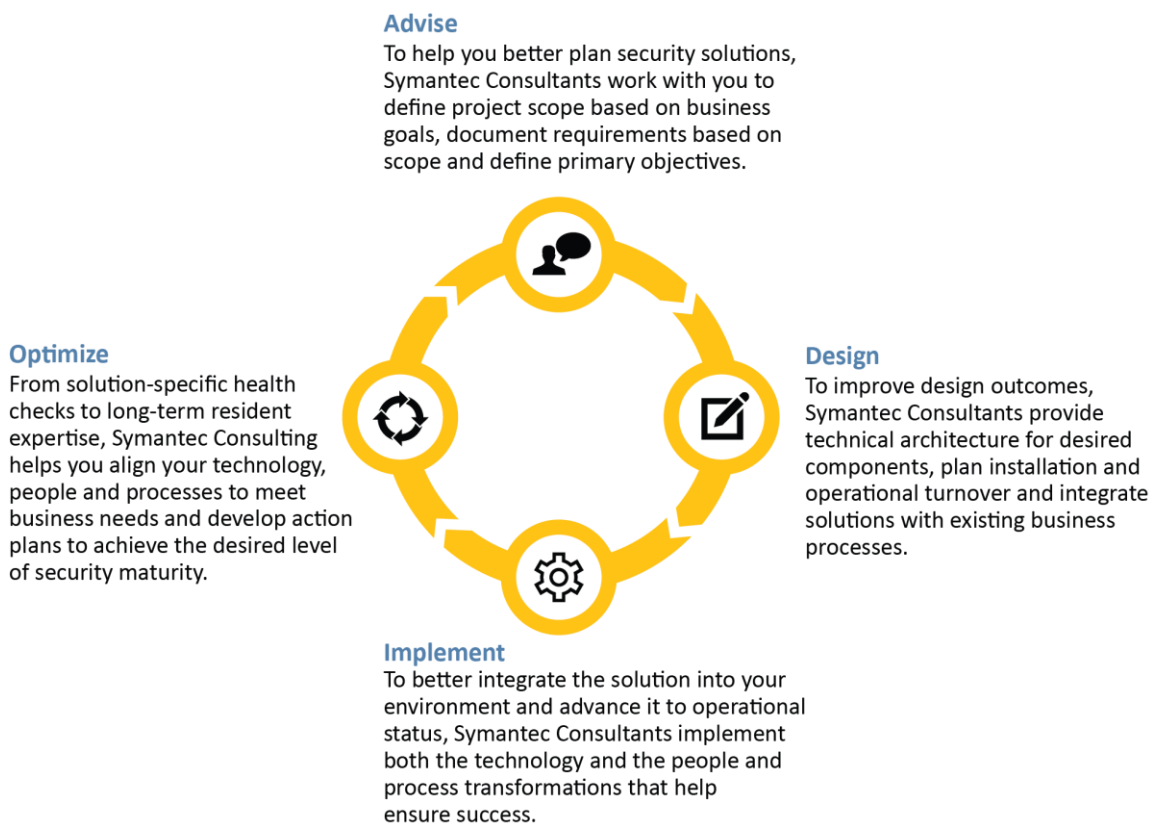 Advise
To help you better plan security solutions,
Symantec Consultants work with you to
define project scope based on business
goals, document requirements based on
scope and define primary objectives.
Design
To improve design outcomes,
Symantec Consultants provide
technical architecture for desired
components, plan installation and
operational turnover and integrate
solutions with existing business
processes.
Implement
To better integrate the solution into your
environment and advance it to operational
status, Symantec Consultants implement
both the technology and the people and
process transformations that help
ensure success.
Optimize
From solution-specific health
checks to long-term resident
expertise, Symantec Consulting
helps you align your technology,
people and processes to meet
business needs and develop action
plans to achieve the desired level
of security maturity.